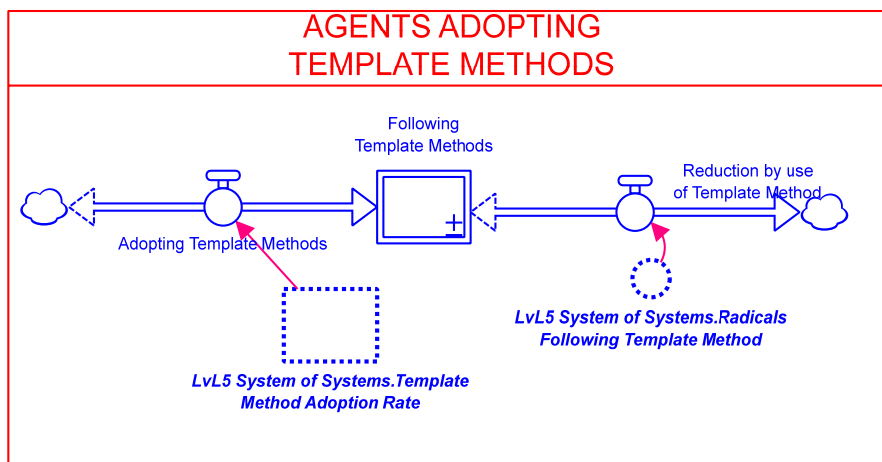 AGENTS ADOPTING
TEMPLATE METHODS
Following
Template Methods
Reduction by use
of Template Method
Adopting Template Methods
LvL5 System of Systems.Radicals
Following Template Method
LvL5 System of Systems.Template
Method Adoption Rate